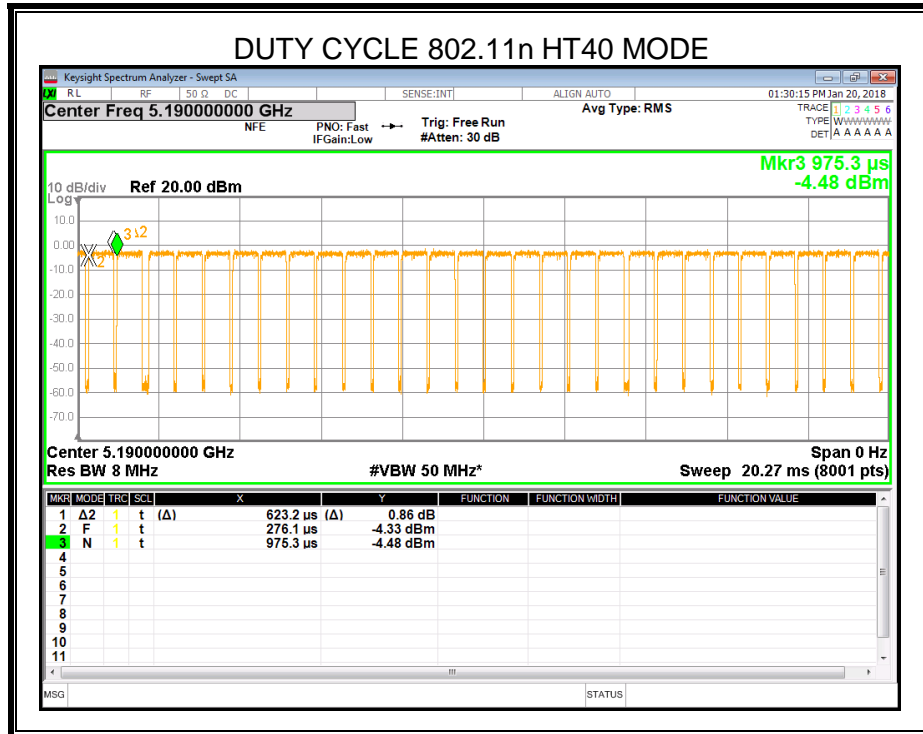 DUTY CYCLE 802.11n HT40 MODE
Keysight Spectrum Analyzer - Swept SA
LXI RL RF 50 Ω DC SENSE:INT ALIGN AUTO 01:30:15 PM Jan 20, 2018
Center Freq 5.190000000 GHz
Avg Type: RMS
TRACE 1 2 3 4 5 6
TYPE WWWWWW
DET A A A A A A
NFE
PNO: Fast
IFGain:Low
Trig: Free Run
#Atten: 30 dB
Mkr3 975.3 µs
-4.48 dBm
10 dB/div Ref 20.00 dBm
Log
10.0
0.00
-10.0
-20.0
-30.0
-40.0
-50.0
-60.0
-70.0
3 2
2
Center 5.190000000 GHz Span 0 Hz
Res BW 8 MHz #VBW 50 MHz* Sweep 20.27 ms (8001 pts)
MKR MODE TRC SCL X Y FUNCTION FUNCTION WIDTH FUNCTION VALUE
1 Δ2 1 t (Δ) 623.2 µs (Δ) 0.86 dB
2 F 1 t 276.1 µs -4.33 dBm
3 N 1 t 975.3 µs -4.48 dBm
4
5
6
7
8
9
10
11
MSG STATUS